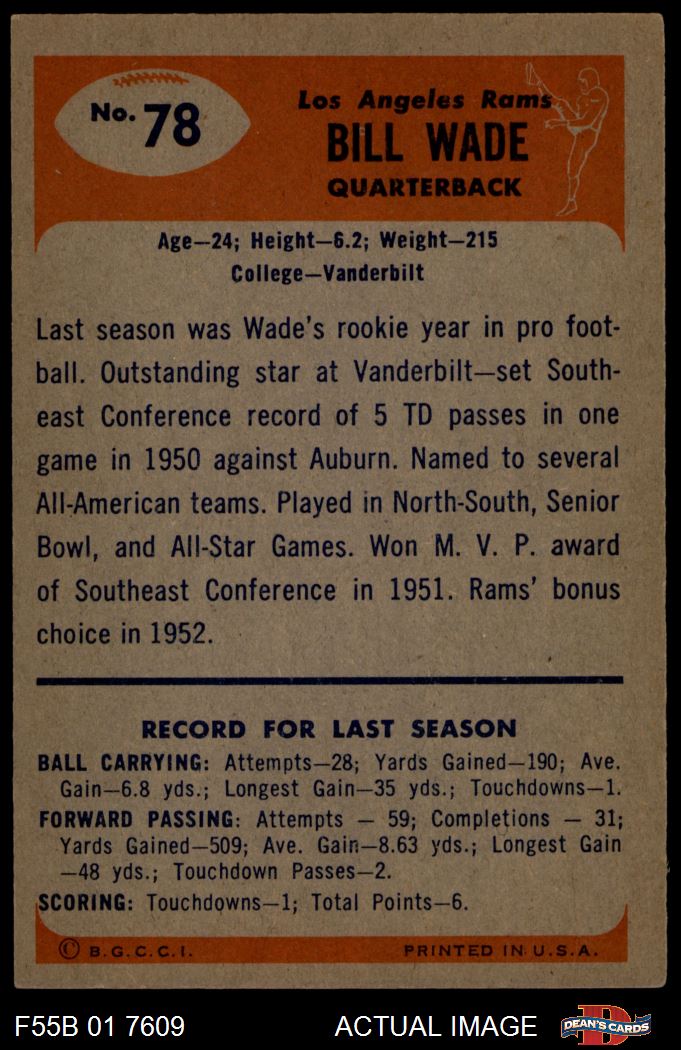 No. 78
Los Angeles Rams
BILL WADE
QUARTERBACK
Age—24; Height—6.2; Weight—215
College—Vanderbilt
Last season was Wade's rookie year in pro foot-
ball. Outstanding star at Vanderbilt—set South-
east Conference record of 5 TD passes in one
game in 1950 against Auburn. Named to several
All-American teams. Played in North-South, Senior
Bowl, and All-Star Games. Won M. V. P. award
of Southeast Conference in 1951. Rams' bonus
choice in 1952.
RECORD FOR LAST SEASON
BALL CARRYING: Attempts—28; Yards Gained—190; Ave.
Gain—6.8 yds.; Longest Gain—35 yds.; Touchdowns—1.
FORWARD PASSING: Attempts — 59; Completions — 31;
Yards Gained—509; Ave. Gain—8.63 yds.; Longest Gain
—48 yds.; Touchdown Passes—2.
SCORING: Touchdowns—1; Total Points—6.
© B.G.C.C.I. PRINTED IN U.S.A.
F55B 01 7609 ACTUAL IMAGE D DEAN'S CARDS